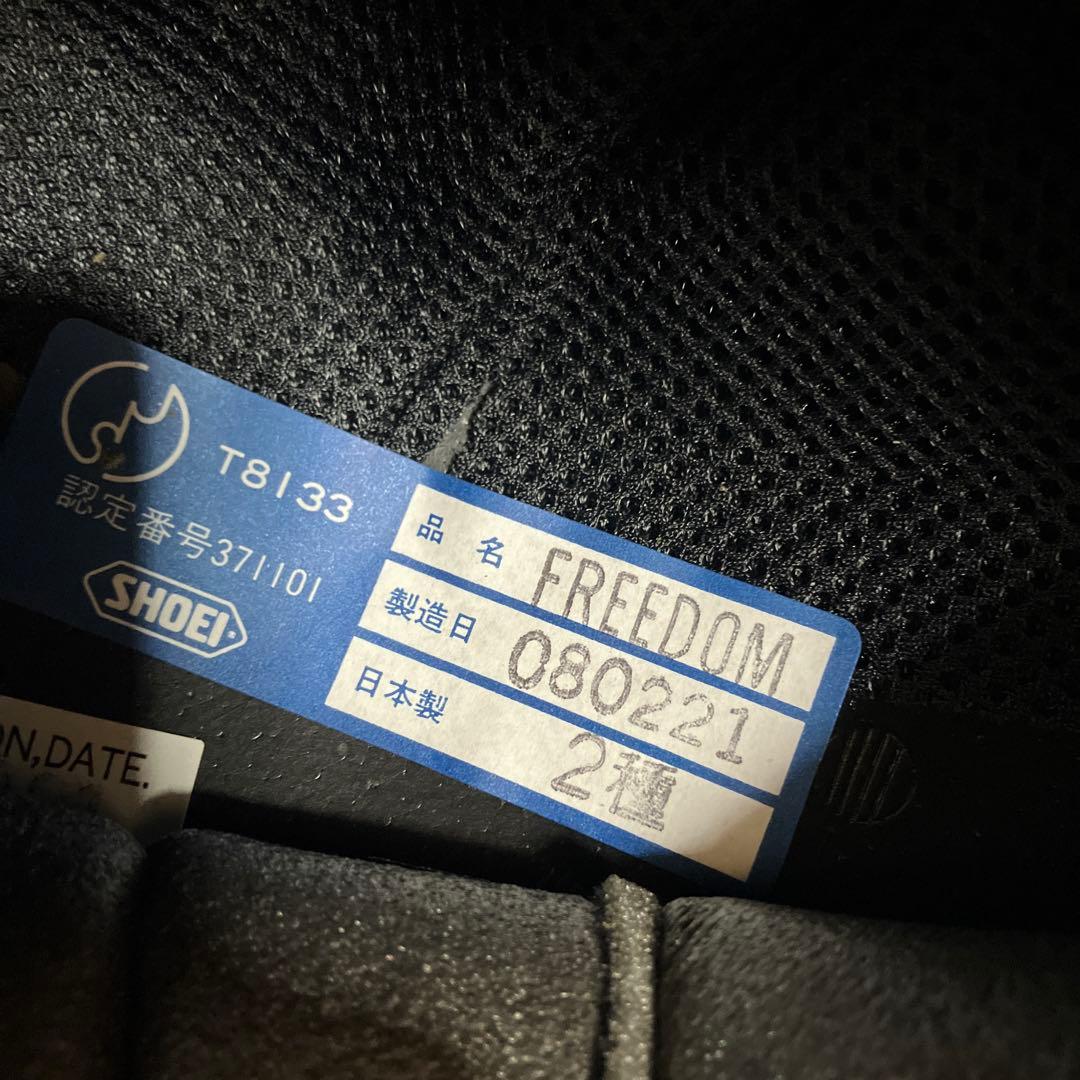 T8133
認定番号371101
SHOEI
品名 FREEDOM
製造日 080221
日本製
2種
ON,DATE.